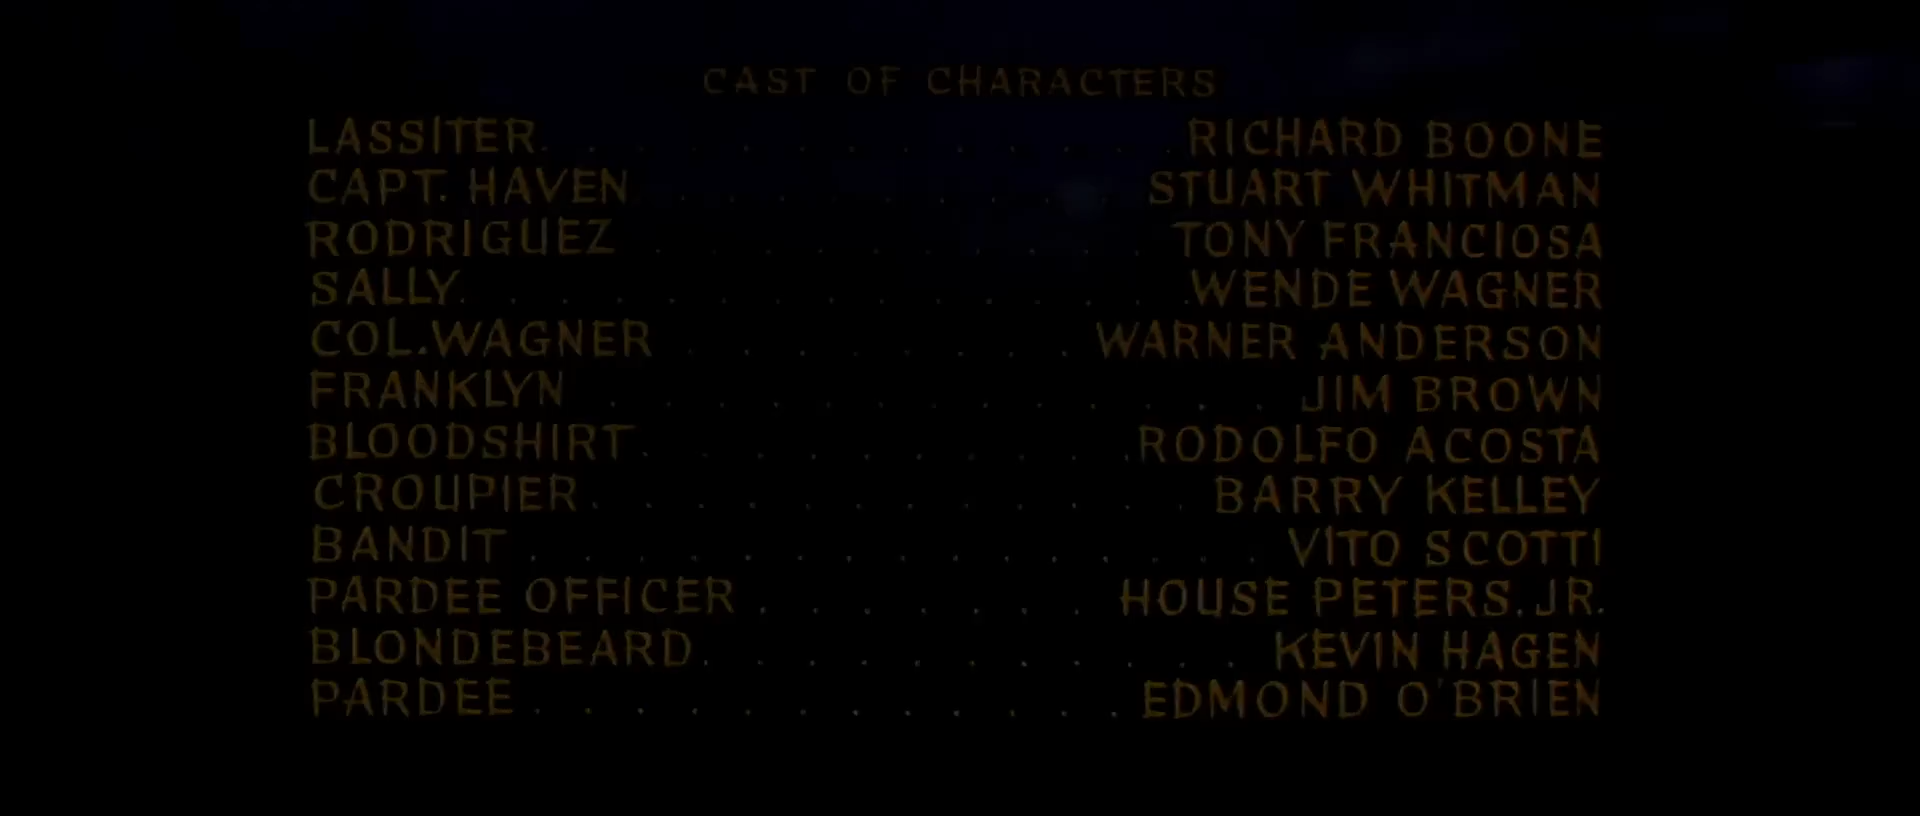 CAST OF CHARACTERS
LASSITER. . . . . . . . . . . . . RICHARD BOONE
CAPT. HAVEN . . . . . . . . . STUART WHITMAN
RODRIGUEZ . . . . . . . . . . TONY FRANCIOSA
SALLY. . . . . . . . . . . . . . .WENDE WAGNER
COL. WAGNER . . . . . . . . WARNER ANDERSON
FRANKLYN . . . . . . . . . . . . . JIM BROWN
BLOODSHIRT. . . . . . . . . .RODOLFO ACOSTA
CROUPIER. . . . . . . . . . . . BARRY KELLEY
BANDIT . . . . . . . . . . . . . . VITO SCOTTI
PARDEE OFFICER . . . . . . . HOUSE PETERS, JR.
BLONDEBEARD. . . . . . . . . . . KEVIN HAGEN
PARDEE . . . . . . . . . . . . EDMOND O'BRIEN